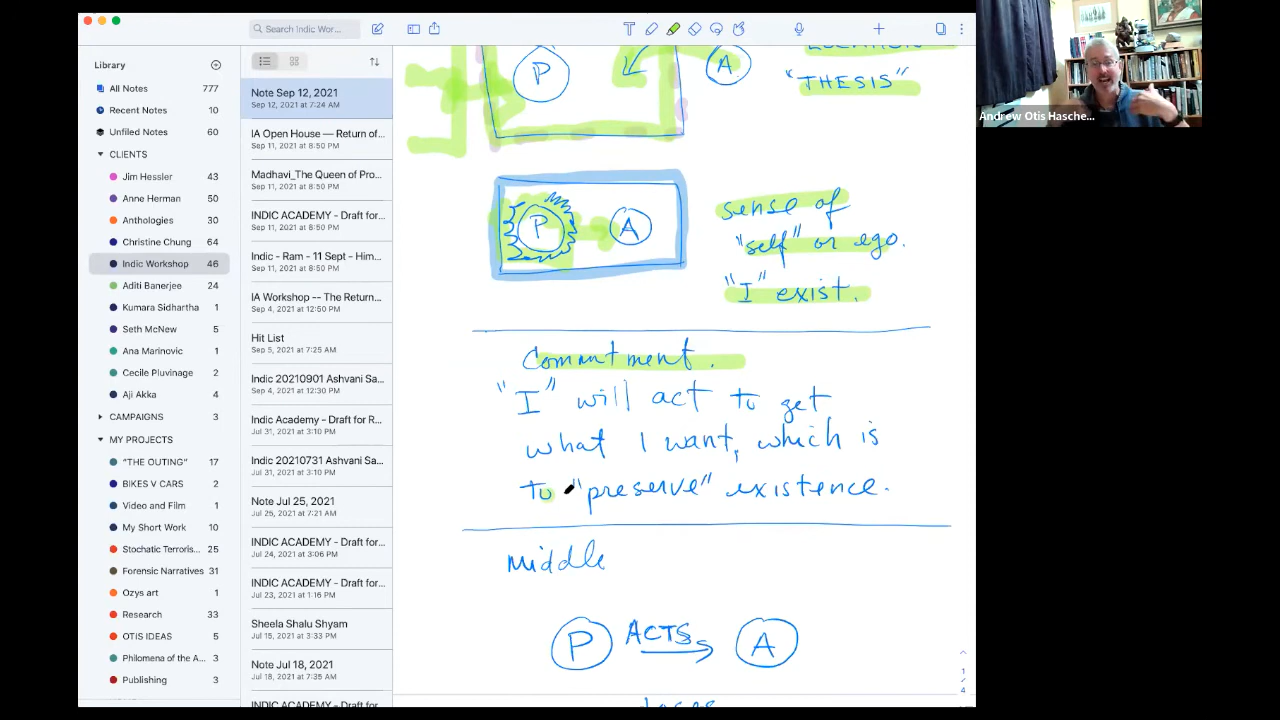 Search Indic Wor...
Library
All Notes 777
Recent Notes 10
Unfiled Notes 60
CLIENTS
Jim Hessler 43
Anne Herman 50
Anthologies 30
Christine Chung 64
Indic Workshop 46
Aditi Banerjee 24
Kumara Sidhartha 1
Seth McNew 5
Ana Marinovic 1
Cecile Pluvinage 2
Aji Akka 4
CAMPAIGNS 3
MY PROJECTS
“THE OUTING” 17
BIKES V CARS 2
Video and Film 1
My Short Work 10
Stochatic Terroris... 25
Forensic Narratives 31
Ozys art 1
Research 33
OTIS IDEAS 5
Philomena of the A... 3
Publishing 3
Note Sep 12, 2021
Sep 12, 2021 at 7:24 AM
IA Open House — Return of...
Sep 11, 2021 at 8:50 PM
Madhavi_The Queen of Pro...
Sep 11, 2021 at 8:50 PM
INDIC ACADEMY - Draft for...
Sep 11, 2021 at 8:50 PM
Indic - Ram - 11 Sept - Him...
Sep 11, 2021 at 8:50 PM
IA Workshop -- The Return...
Sep 4, 2021 at 12:50 PM
Hit List
Sep 5, 2021 at 7:25 AM
Indic 20210901 Ashvani Sa...
Sep 4, 2021 at 12:30 PM
Indic Academy - Draft for R...
Jul 31, 2021 at 3:10 PM
Indic 20210731 Ashvani Sa...
Jul 31, 2021 at 3:10 PM
Note Jul 25, 2021
Jul 25, 2021 at 7:21 AM
INDIC ACADEMY - Draft for...
Jul 24, 2021 at 3:06 PM
INDIC ACADEMY - Draft for...
Jul 23, 2021 at 1:16 PM
Sheela Shalu Shyam
Jul 15, 2021 at 3:33 PM
Note Jul 18, 2021
Jul 18, 2021 at 7:35 AM
INDIC ACADEMY - Draft for...
P A
"THESIS"
P A
sense of
"self" or ego.
"I" exist.
Commitment.
"I" will act to get
what I want, which is
to "preserve" existence.
Middle
P ACTS A
1
/
4
Andrew Otis Hasche...